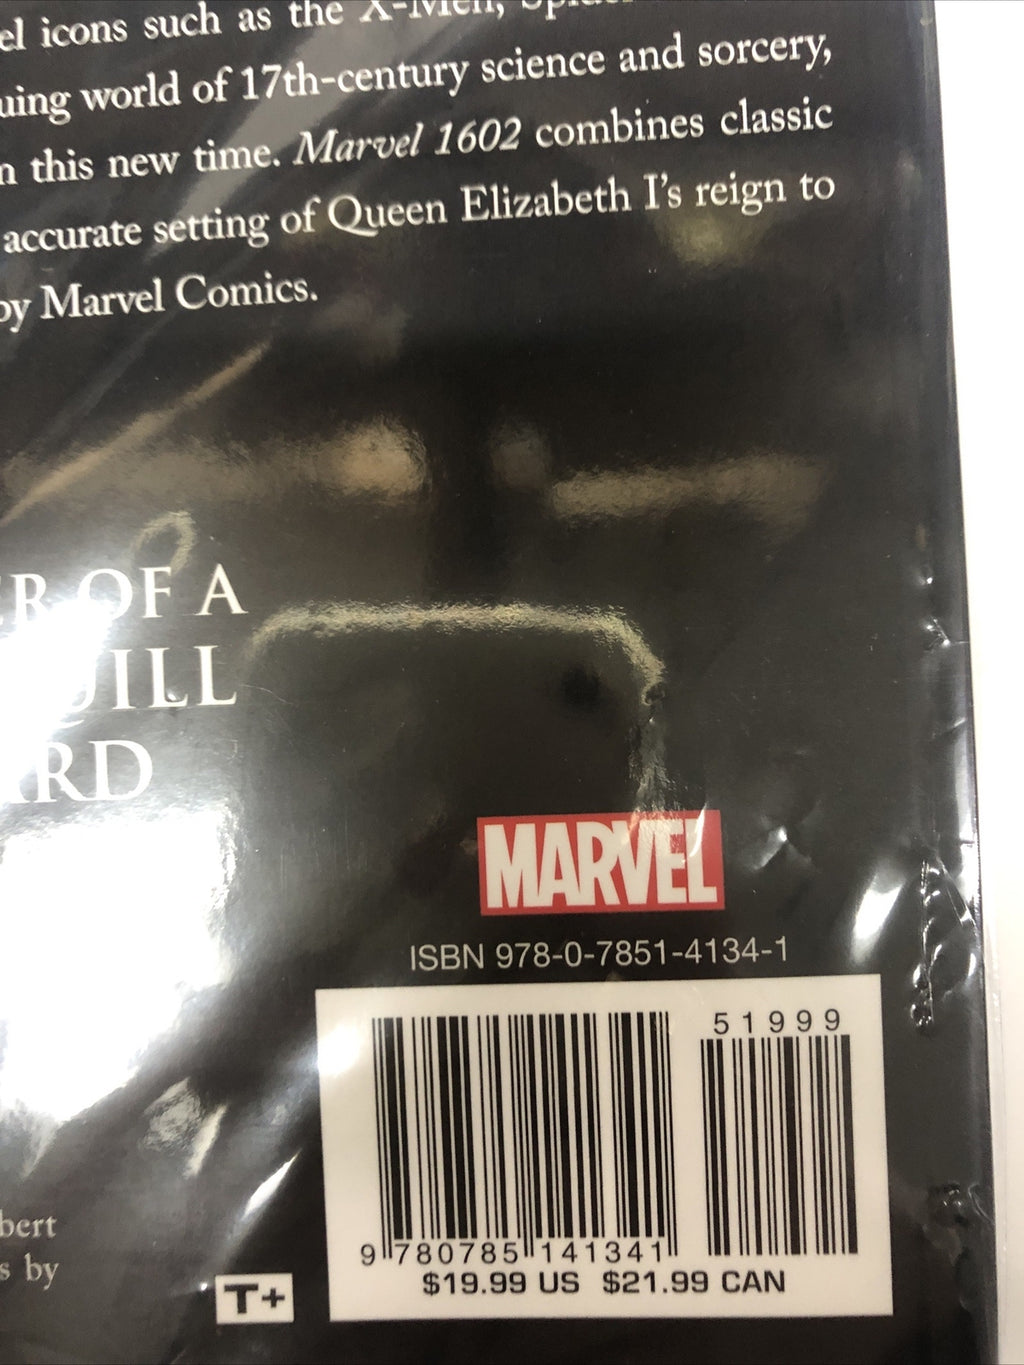 el icons such as the X-Men,
uing world of 17th-century science and sorcery,
n this new time. Marvel 1602 combines classic
accurate setting of Queen Elizabeth I's reign to
by Marvel Comics.
R OF A
UILL
RD
MARVEL
ISBN 978-0-7851-4134-1
51999
9 780785 141341
$19.99 US $21.99 CAN
bert
s by
T+